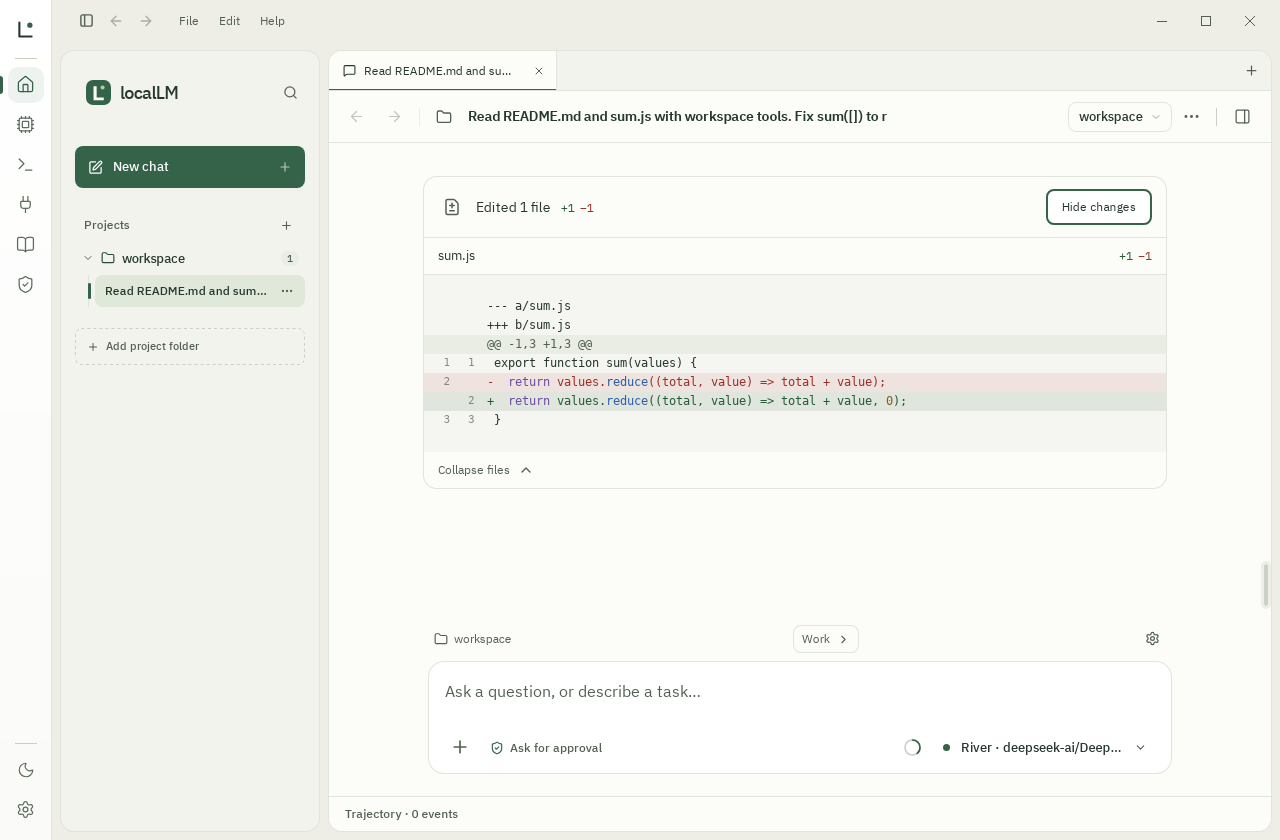 File Edit Help
localLM
New chat
Projects
workspace 1
Read README.md and sum...
Add project folder
Read README.md and su...
Read README.md and sum.js with workspace tools. Fix sum([]) to r
workspace
Edited 1 file +1 −1
Hide changes
sum.js +1 −1
--- a/sum.js
+++ b/sum.js
@@ -1,3 +1,3 @@
1 1 export function sum(values) {
2 - return values.reduce((total, value) => total + value);
2 + return values.reduce((total, value) => total + value, 0);
3 3 }
Collapse files
workspace Work
Ask a question, or describe a task...
Ask for approval River · deepseek-ai/Deep...
Trajectory · 0 events